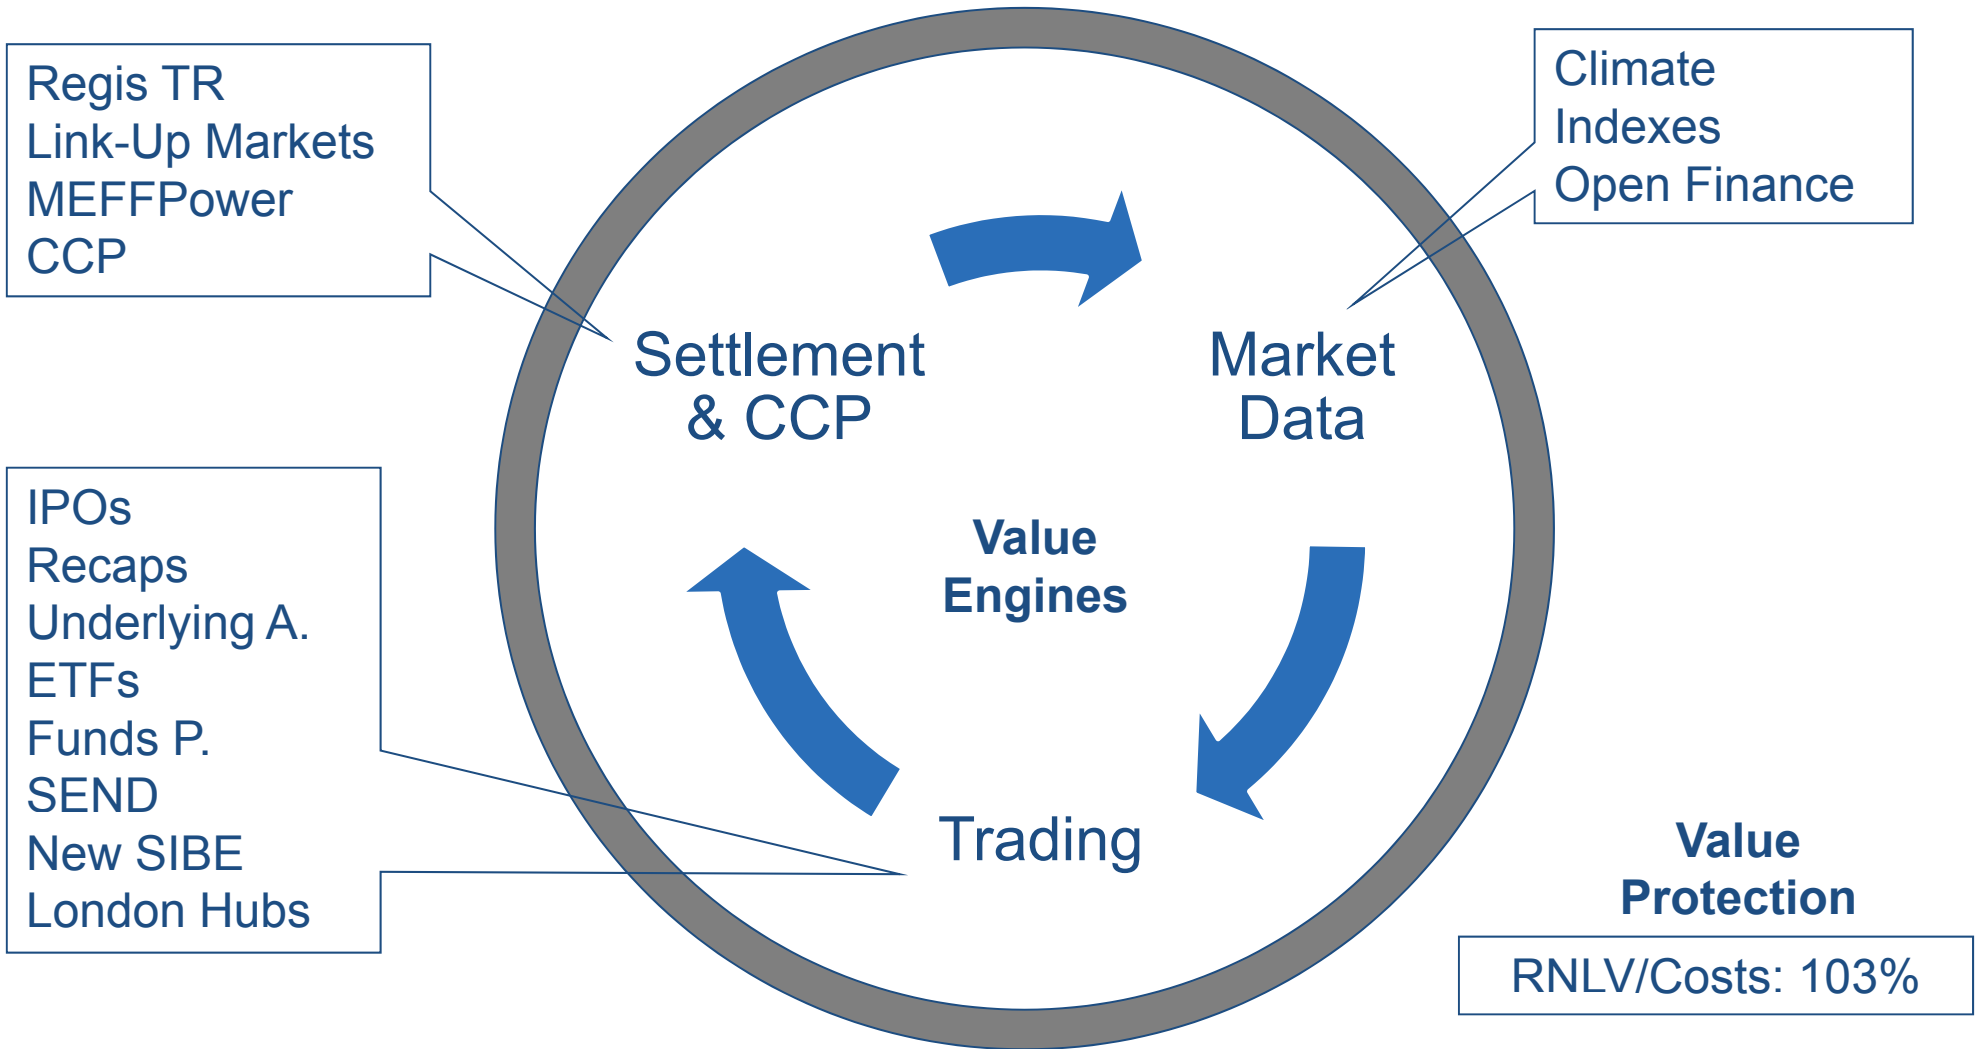 Regis TR
Link-Up Markets
MEFFPower
CCP
Climate
Indexes
Open Finance
Settlement
& CCP
Market
Data
Value
Engines
IPOs
Recaps
Underlying A.
ETFs
Funds P.
SEND
New SIBE
London Hubs
Trading
Value
Protection
RNLV/Costs: 103%